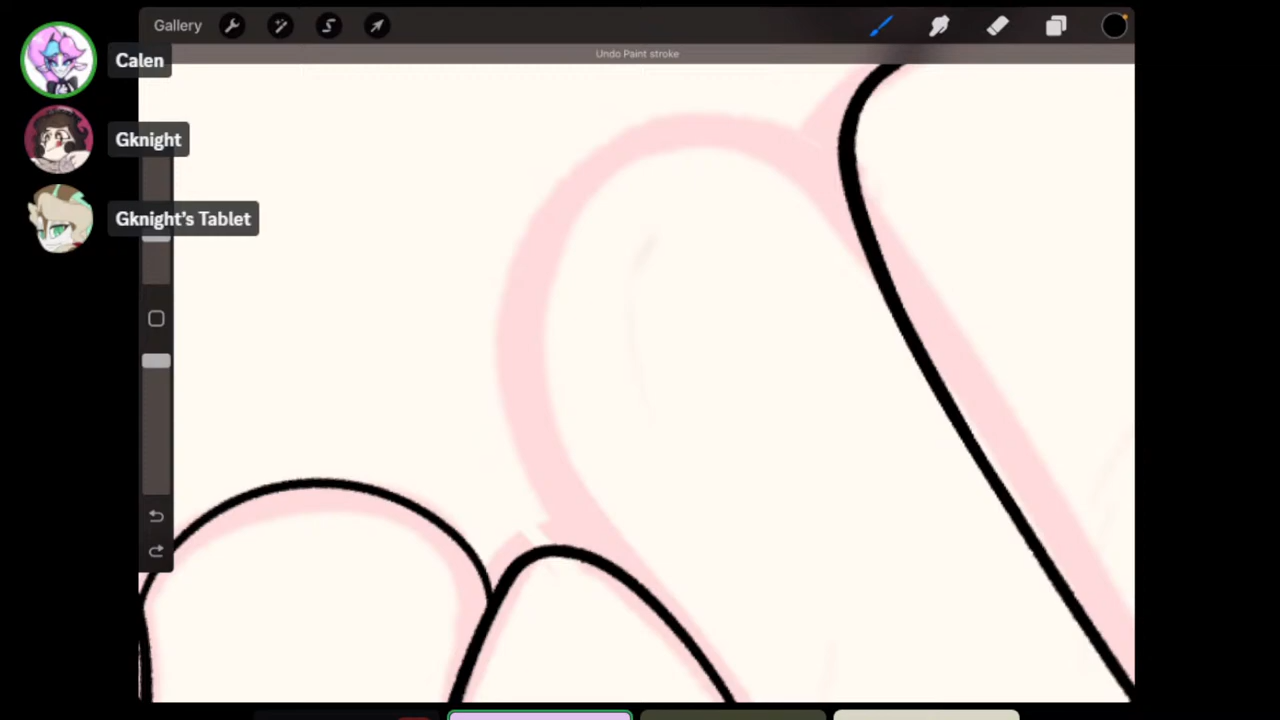 Gallery
Undo Paint stroke
Calen
Gknight
Gknight’s Tablet